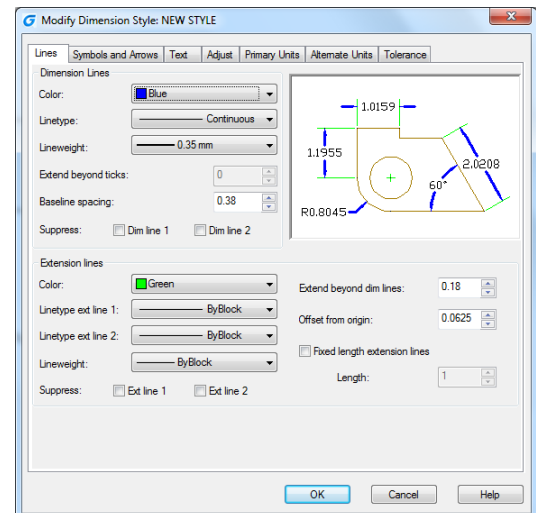 Modify Dimension Style: NEW STYLE
Lines Symbols and Arrows Text Adjust Primary Units Alternate Units Tolerance
Dimension Lines
Color: Blue
Linetype: Continuous
Lineweight: 0.35 mm
Extend beyond ticks: 0
Baseline spacing: 0.38
Suppress: Dim line 1 Dim line 2
1.0159
1.1955
2.0208
60°
R0.8045
Extension lines
Color: Green
Linetype ext line 1: ByBlock
Linetype ext line 2: ByBlock
Lineweight: ByBlock
Suppress: Ext line 1 Ext line 2
Extend beyond dim lines: 0.18
Offset from origin: 0.0625
Fixed length extension lines
Length: 1
OK Cancel Help